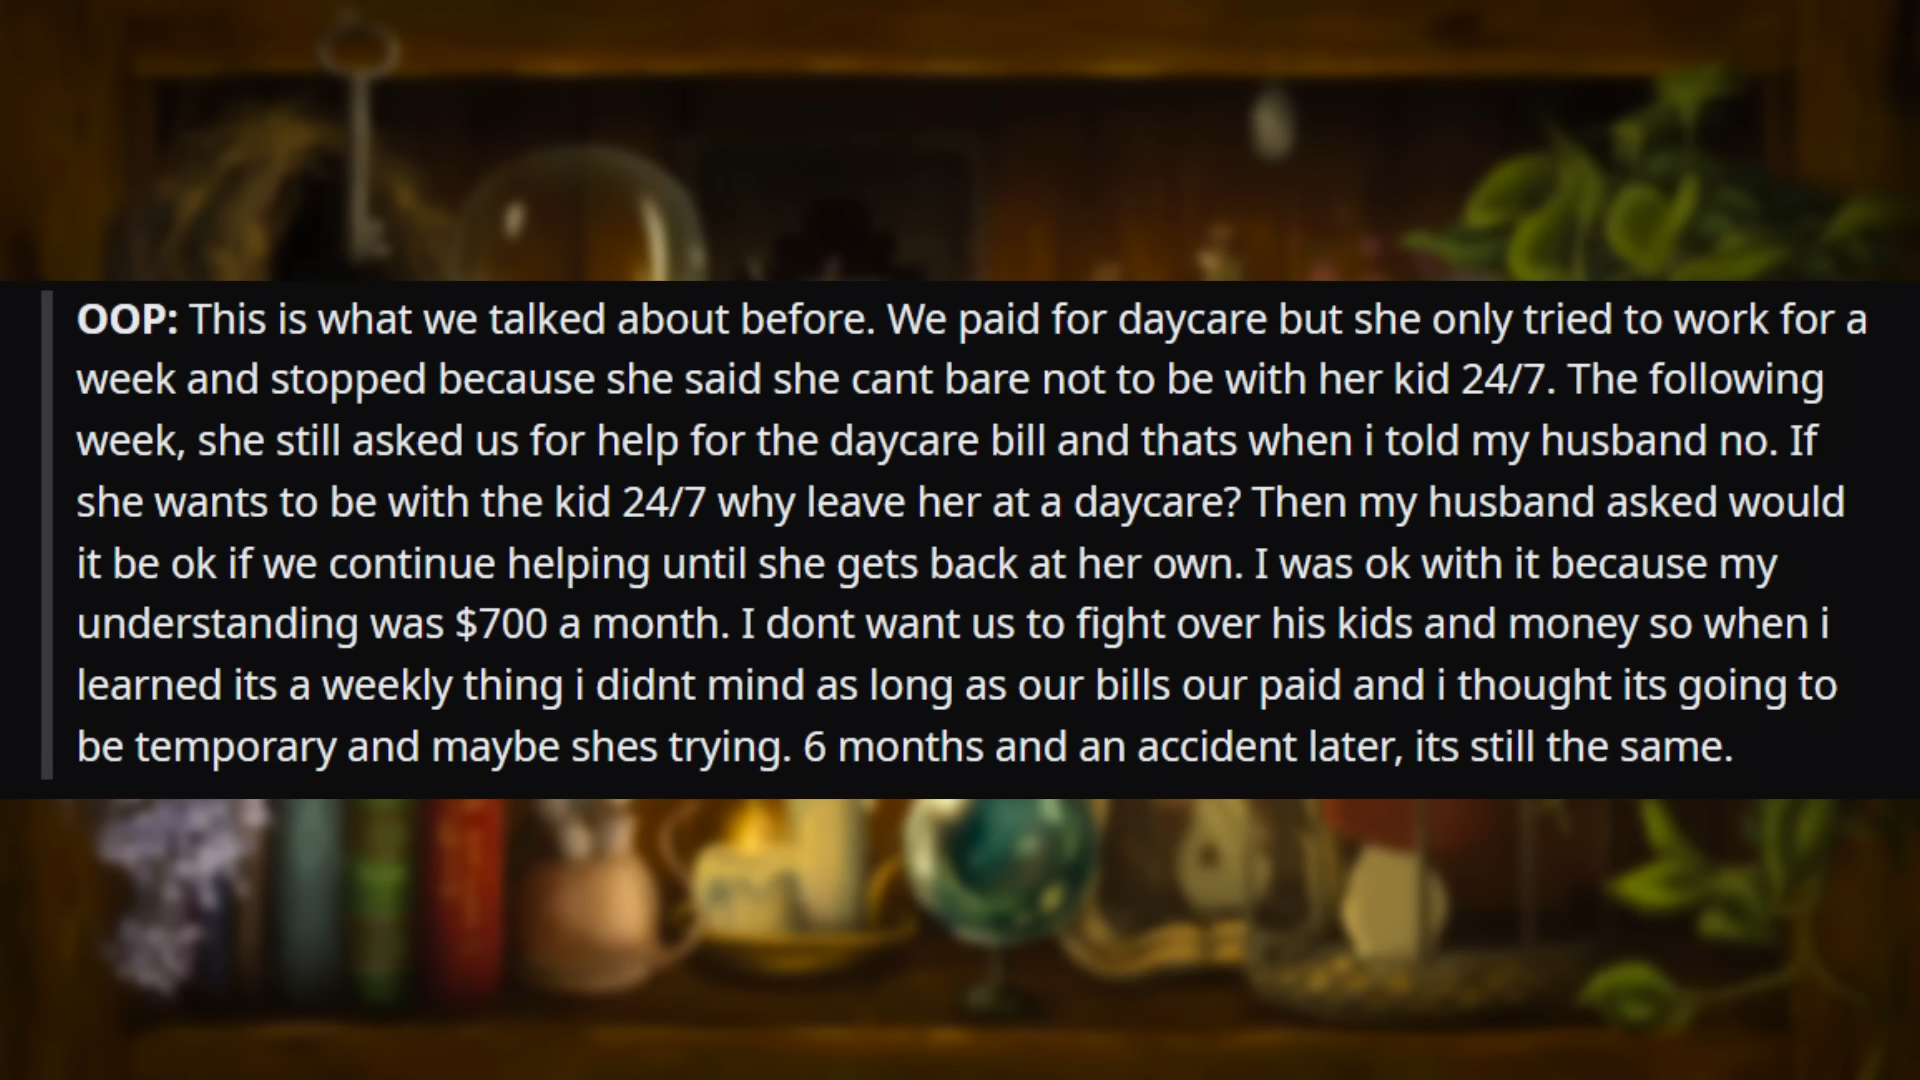 OOP: This is what we talked about before. We paid for daycare but she only tried to work for a
week and stopped because she said she cant bare not to be with her kid 24/7. The following
week, she still asked us for help for the daycare bill and thats when i told my husband no. If
she wants to be with the kid 24/7 why leave her at a daycare? Then my husband asked would
it be ok if we continue helping until she gets back at her own. I was ok with it because my
understanding was $700 a month. I dont want us to fight over his kids and money so when i
learned its a weekly thing i didnt mind as long as our bills our paid and i thought its going to
be temporary and maybe shes trying. 6 months and an accident later, its still the same.